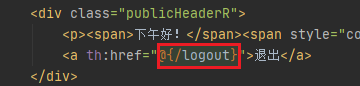 <div class="publicHeaderR">
<p><span>下午好！</span><span style="co
<a th:href="@{/logout}">退出</a>
</div>